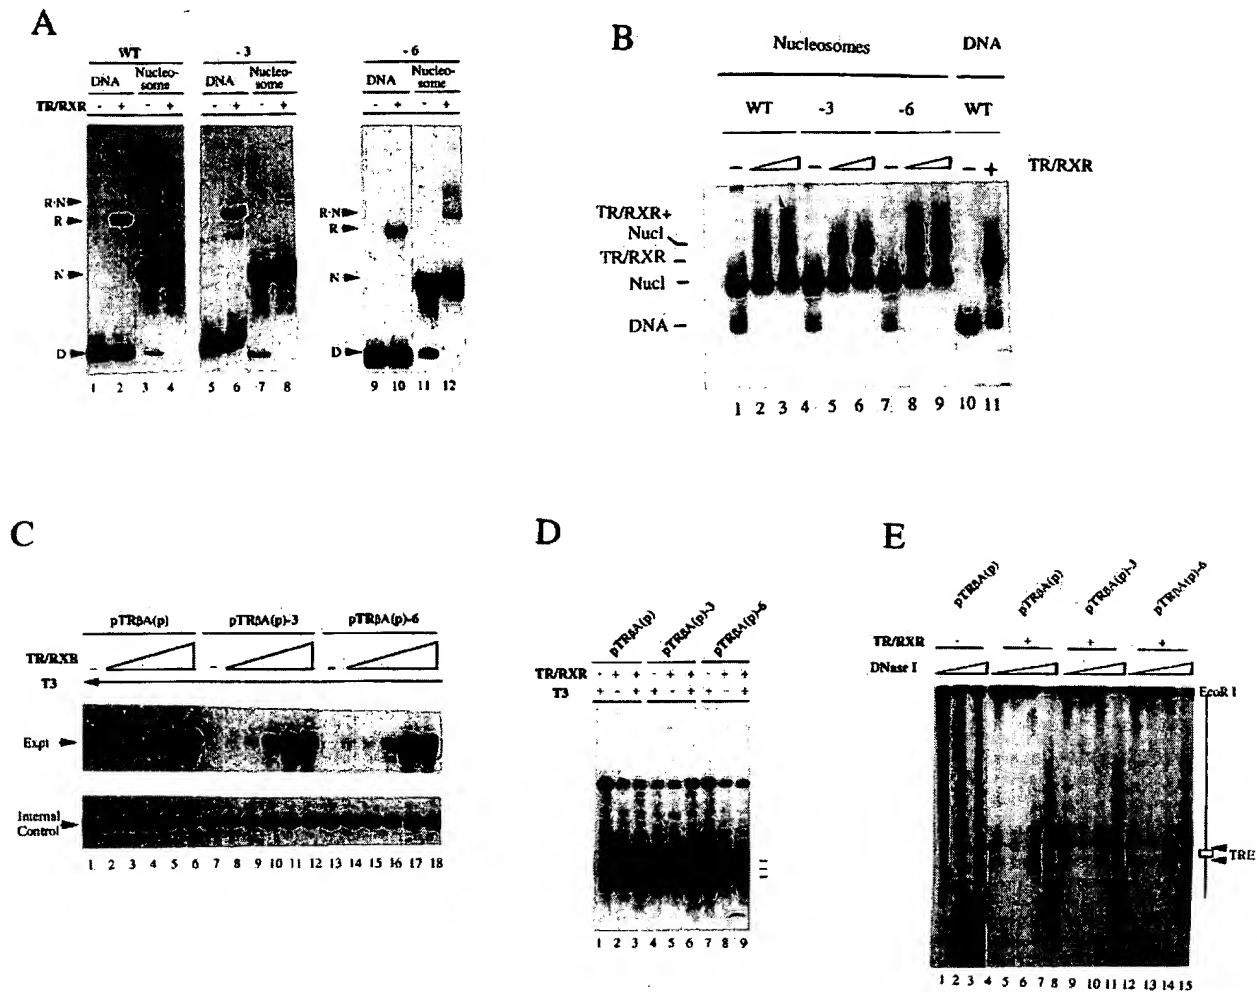 A
WT - 3 - 6
DNA Nucleo-some DNA Nucleo-some DNA Nucleo-some
TR/RXR - + - + - + - + - + - +
R·N
R
N
D
R·N
R
N
D
1 2 3 4 5 6 7 8 9 10 11 12
B
Nucleosomes DNA
WT -3 -6 WT
- - - - + TR/RXR
TR/RXR+
Nucl
TR/RXR
Nucl
DNA
1 2 3 4 5 6 7 8 9 10 11
C
pTRβA(p) pTRβA(p)-3 pTRβA(p)-6
TR/RXR - - -
T3
Expt
Internal
Control
1 2 3 4 5 6 7 8 9 10 11 12 13 14 15 16 17 18
D
pTRβA(p) pTRβA(p)-3 pTRβA(p)-6
TR/RXR - + + - + + - + +
T3 + - + + - + + - +
1 2 3 4 5 6 7 8 9
E
pTRβA(p) pTRβA(p) pTRβA(p)-3 pTRβA(p)-6
TR/RXR - + + +
DNase I
EcoR I
TRE
1 2 3 4 5 6 7 8 9 10 11 12 13 14 15